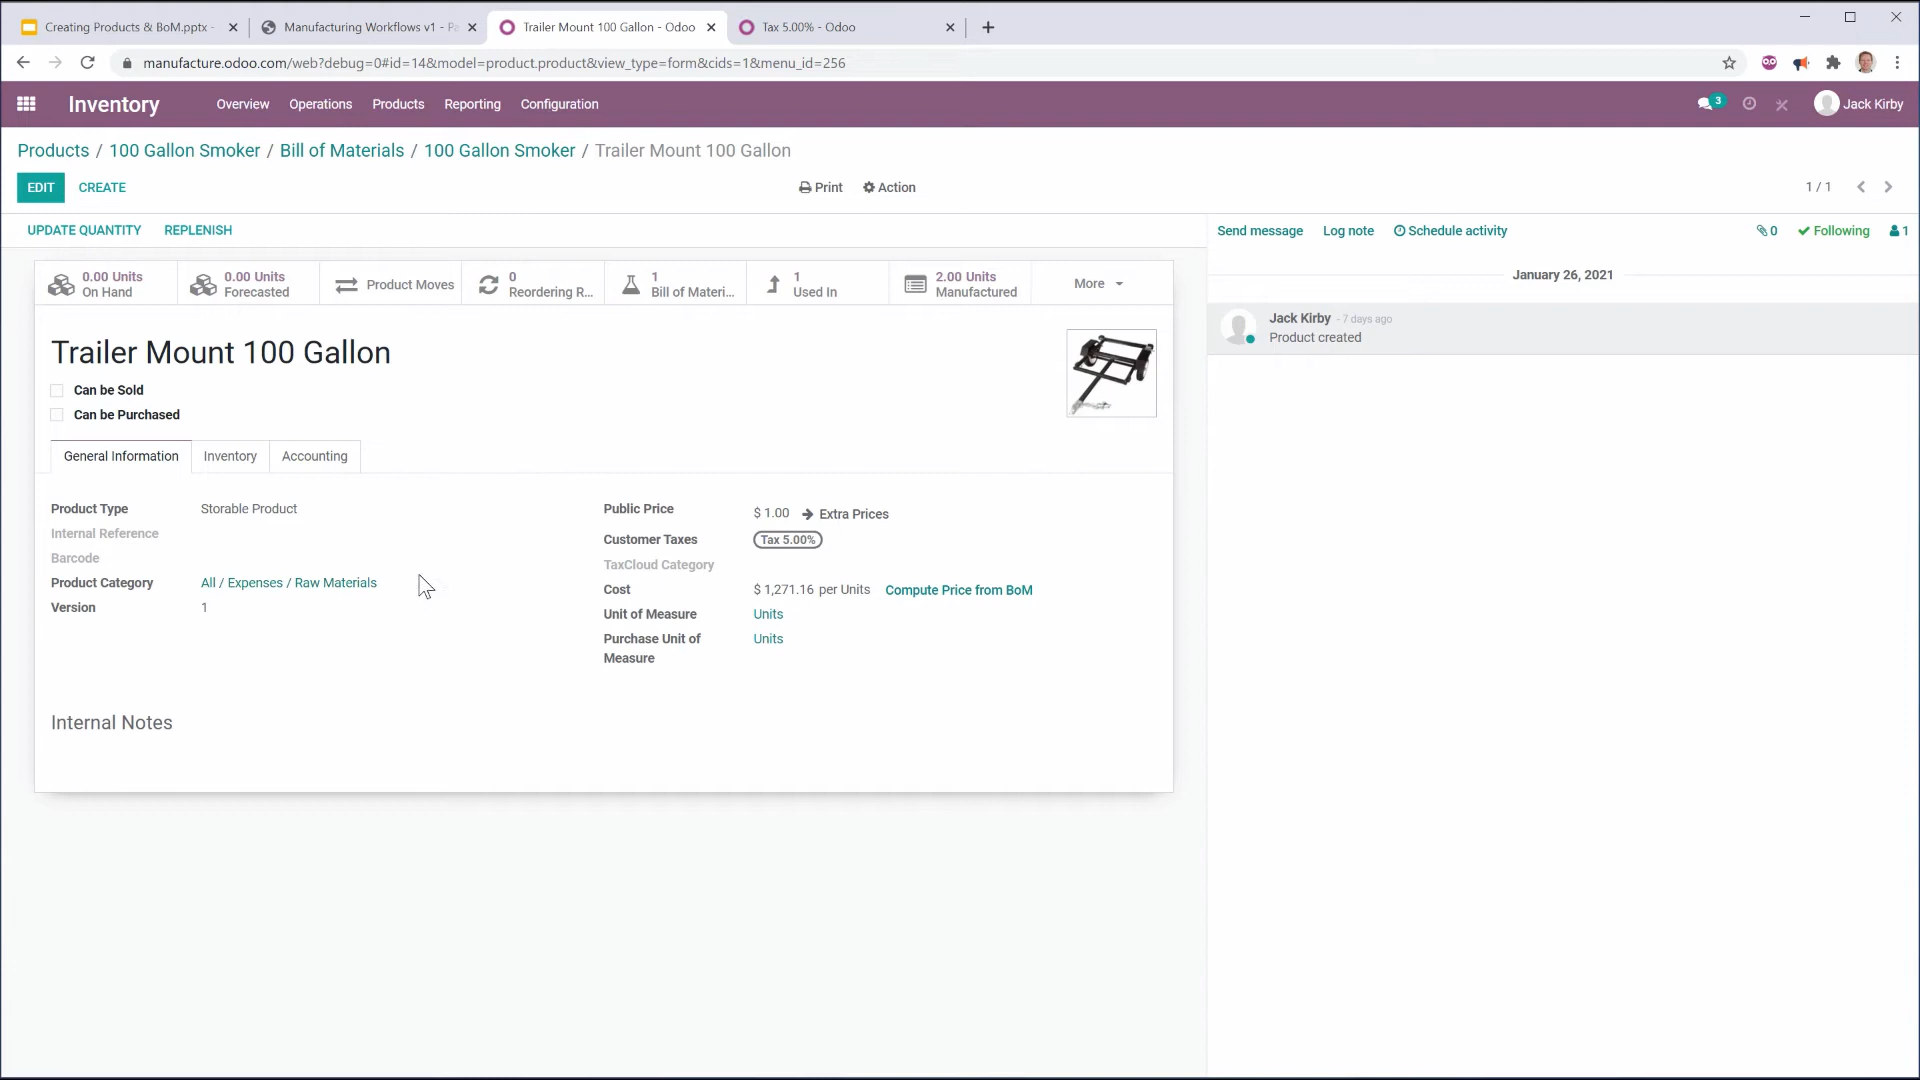 Creating Products & BoM.pptx -
Manufacturing Workflows v1 - Pa
Trailer Mount 100 Gallon - Odoo
Tax 5.00% - Odoo
manufacture.odoo.com/web?debug=0#id=14&model=product.product&view_type=form&cids=1&menu_id=256
Inventory
Overview
Operations
Products
Reporting
Configuration
3
Jack Kirby
Products / 100 Gallon Smoker / Bill of Materials / 100 Gallon Smoker / Trailer Mount 100 Gallon
EDIT
CREATE
Print
Action
1 / 1
UPDATE QUANTITY
REPLENISH
Send message
Log note
Schedule activity
0
Following
1
0.00 Units
On Hand
0.00 Units
Forecasted
Product Moves
0
Reordering R...
1
Bill of Materi...
1
Used In
2.00 Units
Manufactured
More
January 26, 2021
Jack Kirby - 7 days ago
Product created
Trailer Mount 100 Gallon
Can be Sold
Can be Purchased
General Information
Inventory
Accounting
Product Type Storable Product
Internal Reference
Barcode
Product Category All / Expenses / Raw Materials
Version 1
Public Price $ 1.00 Extra Prices
Customer Taxes Tax 5.00%
TaxCloud Category
Cost $ 1,271.16 per Units Compute Price from BoM
Unit of Measure Units
Purchase Unit of Units
Measure
Internal Notes